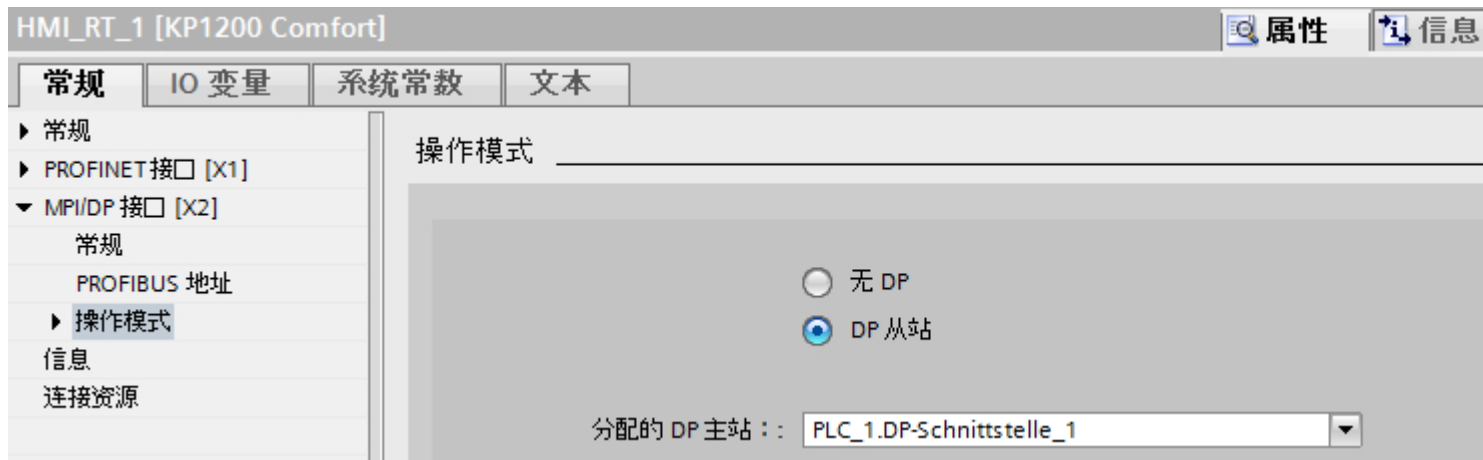 HMI_RT_1 [KP1200 Comfort]
属性
信息
常规
IO 变量
系统常数
文本
常规
PROFINET接口 [X1]
MPI/DP 接口 [X2]
常规
PROFIBUS 地址
操作模式
信息
连接资源
操作模式
无 DP
DP 从站
分配的 DP 主站：: PLC_1.DP-Schnittstelle_1